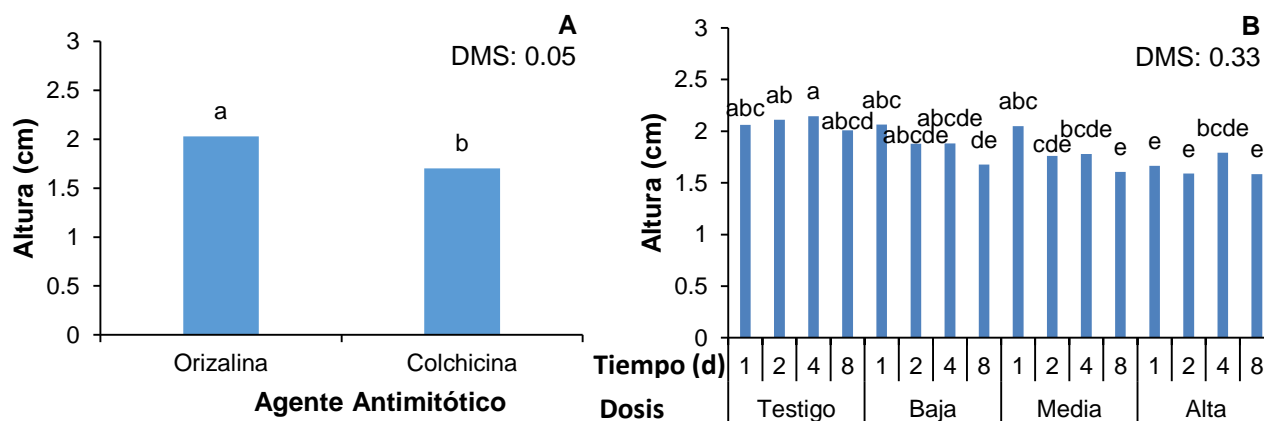 A
DMS: 0.05
3
2.5
2
1.5
1
0.5
0
Altura (cm)
a
b
Orizalina
Colchicina
Agente Antimitótico
B
DMS: 0.33
3
2.5
2
1.5
1
0.5
0
Altura (cm)
abc
ab
a
abcd
abc
abcde
abcde
de
abc
cde
bcde
e
e
e
bcde
e
Tiempo (d) 1 2 4 8 1 2 4 8 1 2 4 8 1 2 4 8
Dosis Testigo Baja Media Alta